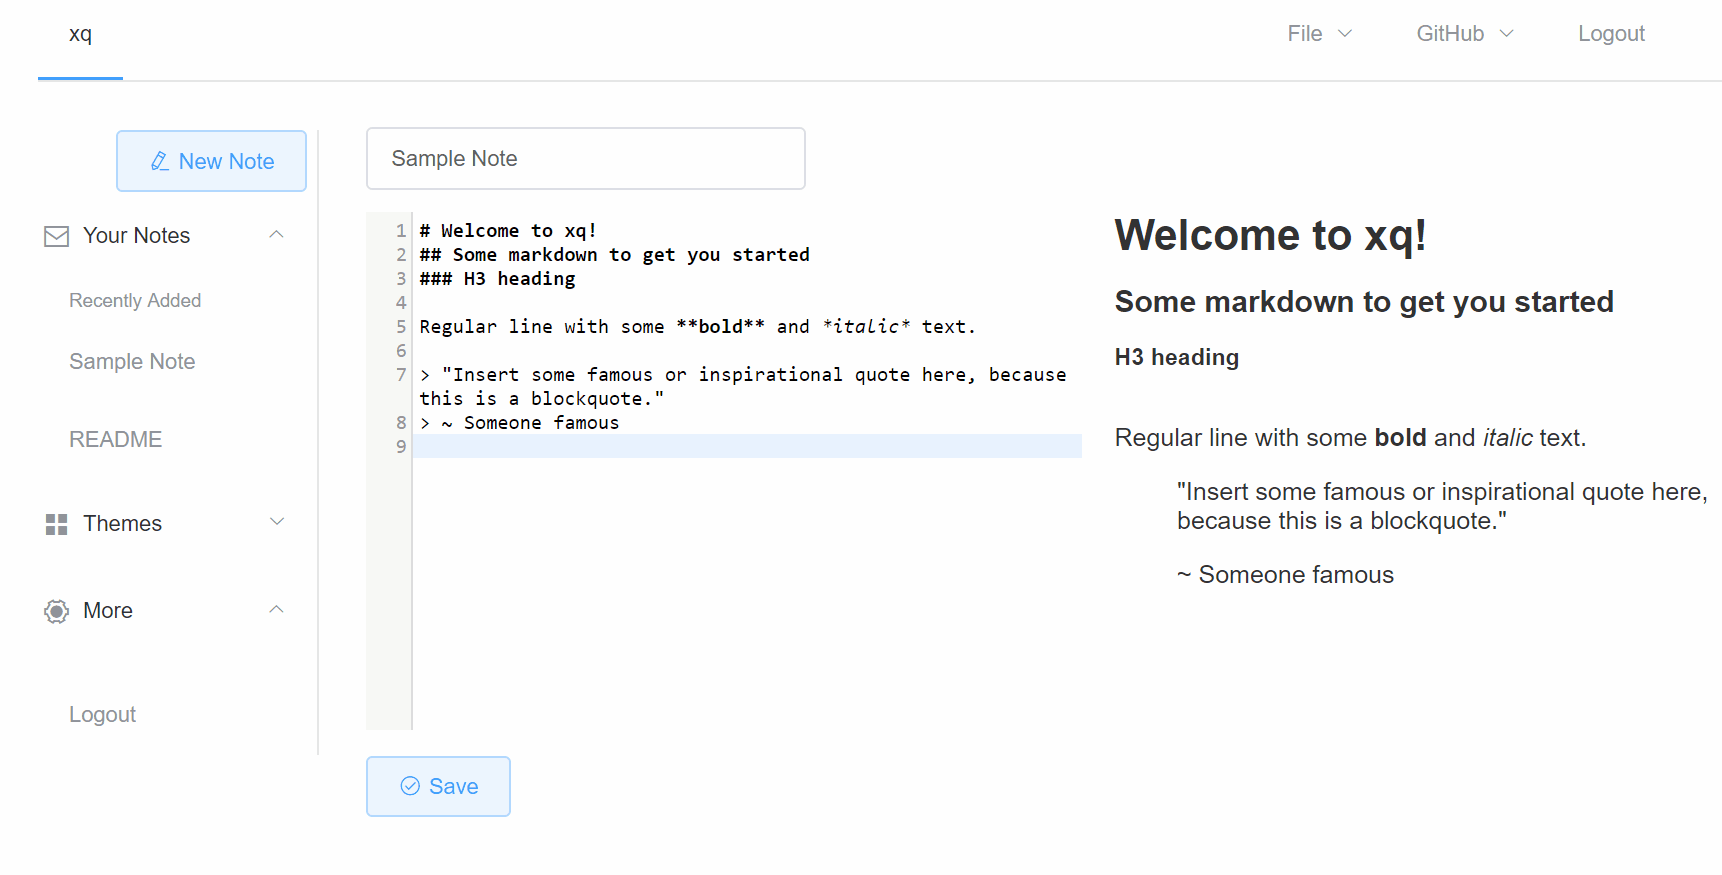 xq
File
GitHub
Logout
New Note
Your Notes
Recently Added
Sample Note
README
Themes
More
Logout
Sample Note
1 # Welcome to xq!
2 ## Some markdown to get you started
3 ### H3 heading
4
5 Regular line with some **bold** and *italic* text.
6
7 > "Insert some famous or inspirational quote here, because
this is a blockquote."
8 > ~ Someone famous
9
Save
Welcome to xq!
Some markdown to get you started
H3 heading
Regular line with some bold and italic text.
"Insert some famous or inspirational quote here,
because this is a blockquote."
~ Someone famous